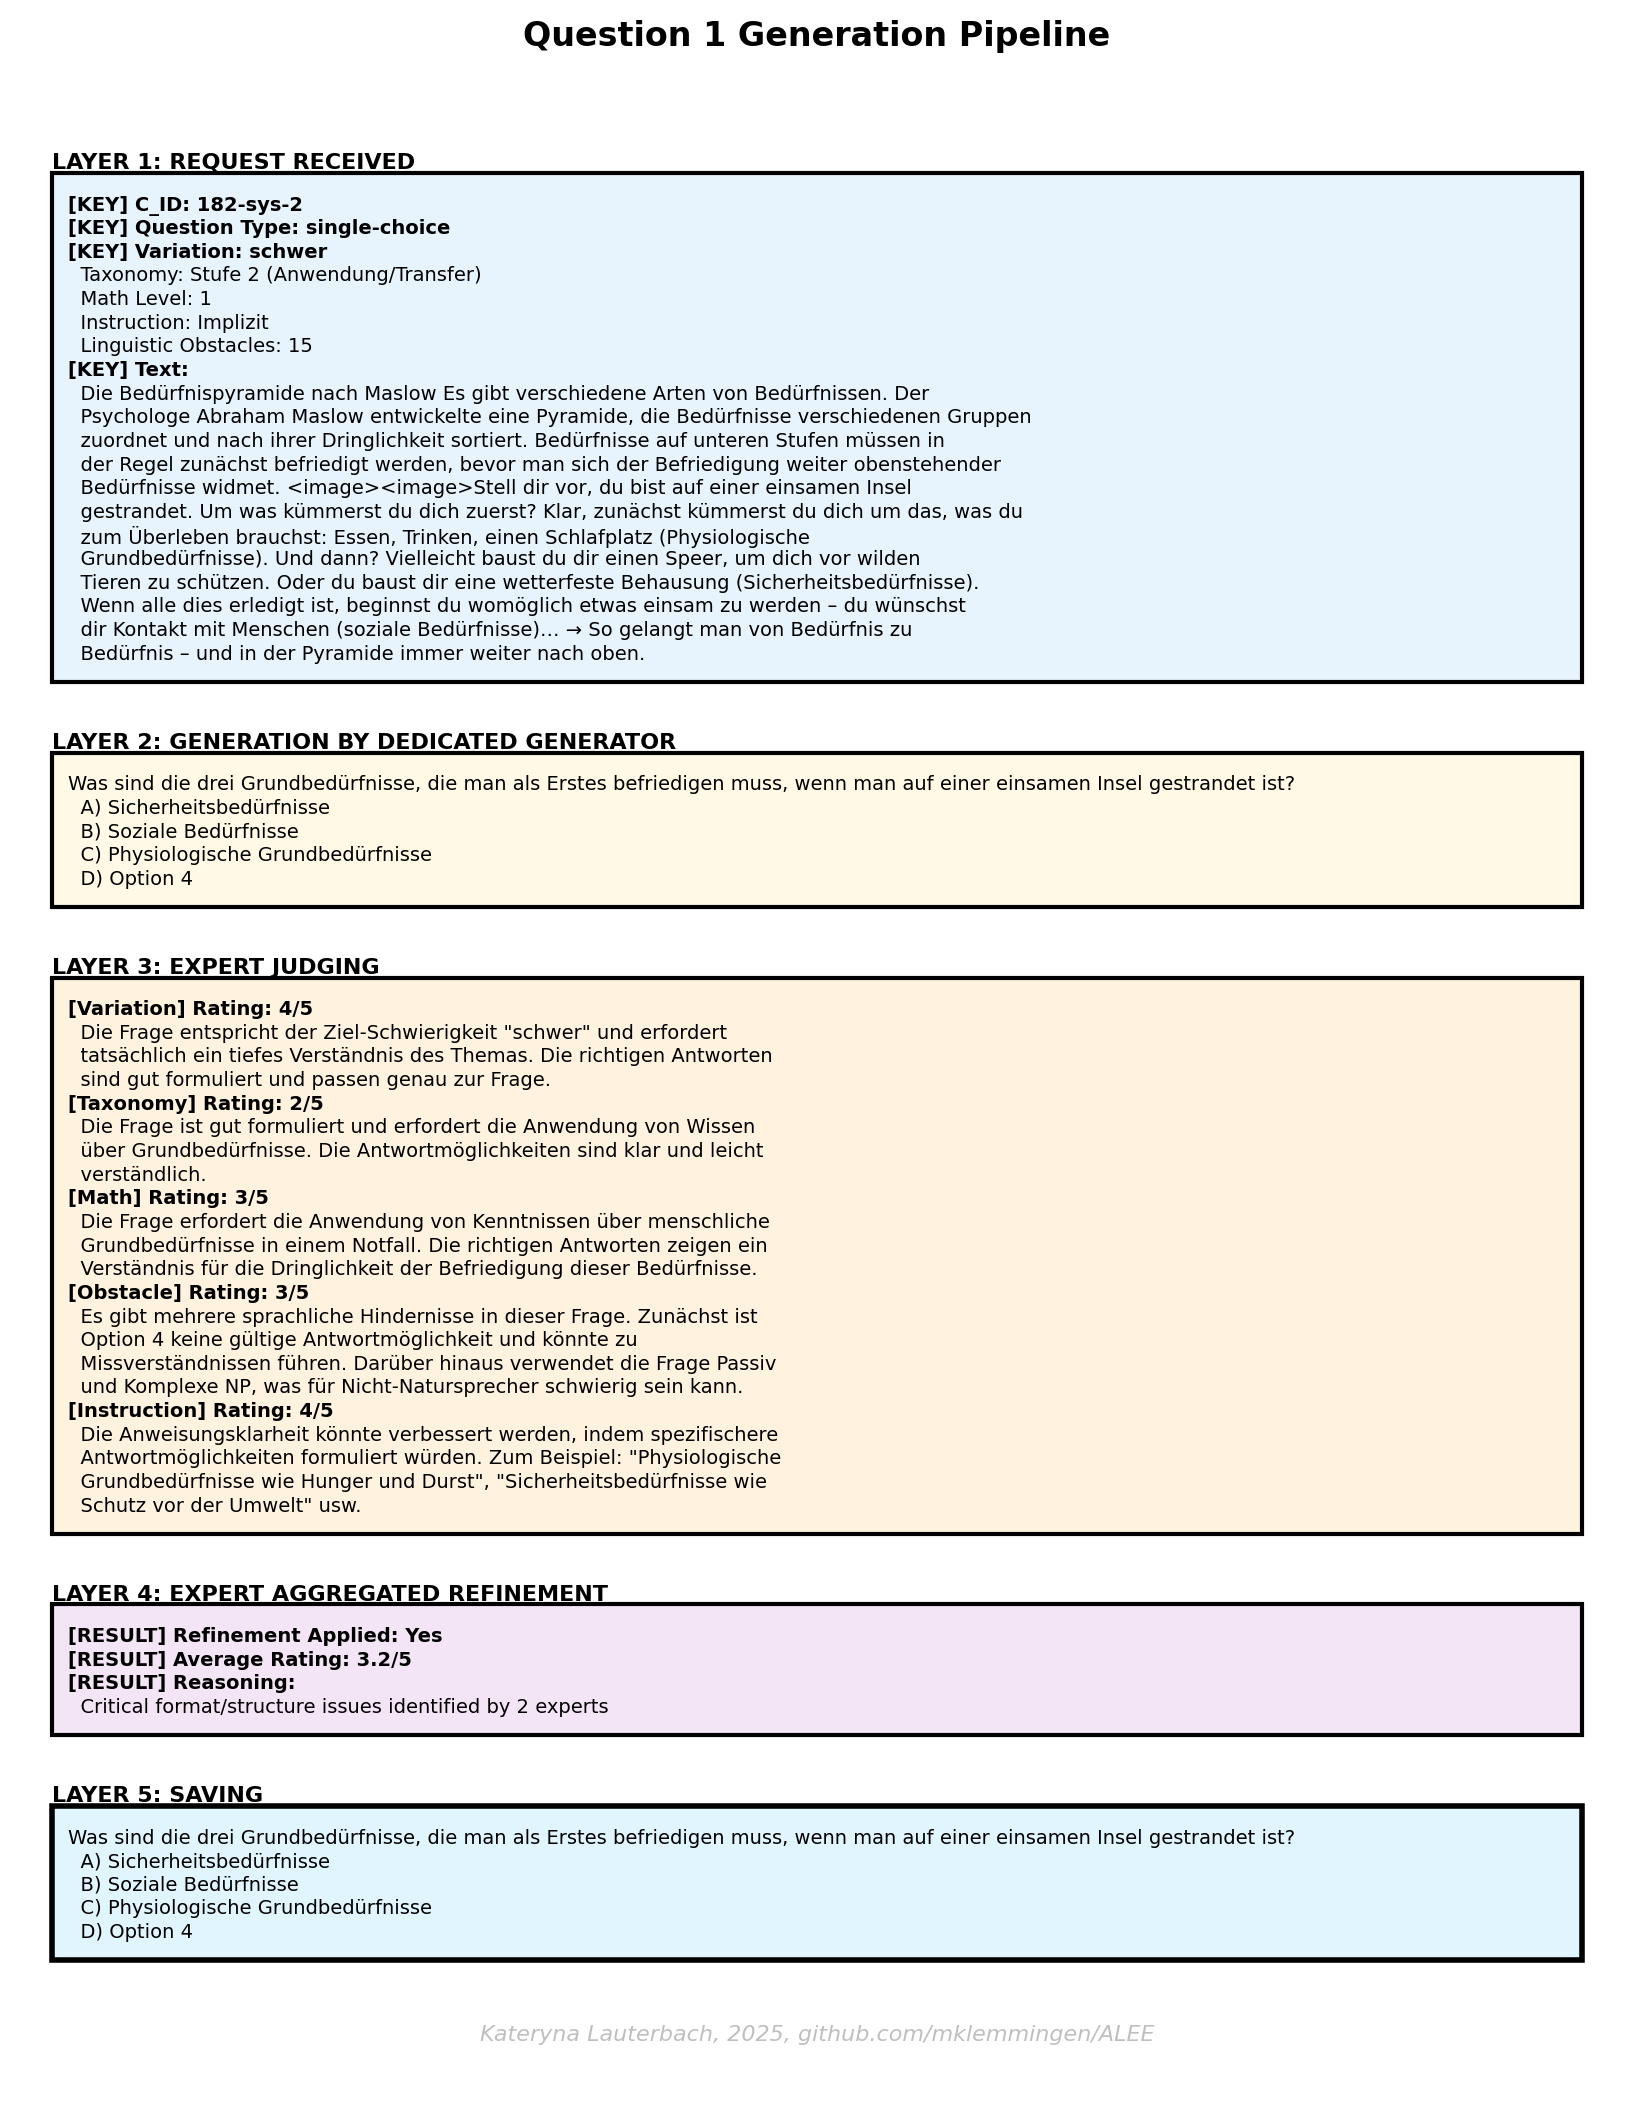 Question 1 Generation Pipeline
LAYER 1: REQUEST RECEIVED
[KEY] C_ID: 182-sys-2
[KEY] Question Type: single-choice
[KEY] Variation: schwer
Taxonomy: Stufe 2 (Anwendung/Transfer)
Math Level: 1
Instruction: Implizit
Linguistic Obstacles: 15
[KEY] Text:
Die Bedürfnispyramide nach Maslow Es gibt verschiedene Arten von Bedürfnissen. Der
Psychologe Abraham Maslow entwickelte eine Pyramide, die Bedürfnisse verschiedenen Gruppen
zuordnet und nach ihrer Dringlichkeit sortiert. Bedürfnisse auf unteren Stufen müssen in
der Regel zunächst befriedigt werden, bevor man sich der Befriedigung weiter obenstehender
Bedürfnisse widmet. <image><image>Stell dir vor, du bist auf einer einsamen Insel
gestrandet. Um was kümmerst du dich zuerst? Klar, zunächst kümmerst du dich um das, was du
zum Überleben brauchst: Essen, Trinken, einen Schlafplatz (Physiologische
Grundbedürfnisse). Und dann? Vielleicht baust du dir einen Speer, um dich vor wilden
Tieren zu schützen. Oder du baust dir eine wetterfeste Behausung (Sicherheitsbedürfnisse).
Wenn alle dies erledigt ist, beginnst du womöglich etwas einsam zu werden – du wünschst
dir Kontakt mit Menschen (soziale Bedürfnisse)… → So gelangt man von Bedürfnis zu
Bedürfnis – und in der Pyramide immer weiter nach oben.
LAYER 2: GENERATION BY DEDICATED GENERATOR
Was sind die drei Grundbedürfnisse, die man als Erstes befriedigen muss, wenn man auf einer einsamen Insel gestrandet ist?
A) Sicherheitsbedürfnisse
B) Soziale Bedürfnisse
C) Physiologische Grundbedürfnisse
D) Option 4
LAYER 3: EXPERT JUDGING
[Variation] Rating: 4/5
Die Frage entspricht der Ziel-Schwierigkeit "schwer" und erfordert
tatsächlich ein tiefes Verständnis des Themas. Die richtigen Antworten
sind gut formuliert und passen genau zur Frage.
[Taxonomy] Rating: 2/5
Die Frage ist gut formuliert und erfordert die Anwendung von Wissen
über Grundbedürfnisse. Die Antwortmöglichkeiten sind klar und leicht
verständlich.
[Math] Rating: 3/5
Die Frage erfordert die Anwendung von Kenntnissen über menschliche
Grundbedürfnisse in einem Notfall. Die richtigen Antworten zeigen ein
Verständnis für die Dringlichkeit der Befriedigung dieser Bedürfnisse.
[Obstacle] Rating: 3/5
Es gibt mehrere sprachliche Hindernisse in dieser Frage. Zunächst ist
Option 4 keine gültige Antwortmöglichkeit und könnte zu
Missverständnissen führen. Darüber hinaus verwendet die Frage Passiv
und Komplexe NP, was für Nicht-Natursprecher schwierig sein kann.
[Instruction] Rating: 4/5
Die Anweisungsklarheit könnte verbessert werden, indem spezifischere
Antwortmöglichkeiten formuliert würden. Zum Beispiel: "Physiologische
Grundbedürfnisse wie Hunger und Durst", "Sicherheitsbedürfnisse wie
Schutz vor der Umwelt" usw.
LAYER 4: EXPERT AGGREGATED REFINEMENT
[RESULT] Refinement Applied: Yes
[RESULT] Average Rating: 3.2/5
[RESULT] Reasoning:
Critical format/structure issues identified by 2 experts
LAYER 5: SAVING
Was sind die drei Grundbedürfnisse, die man als Erstes befriedigen muss, wenn man auf einer einsamen Insel gestrandet ist?
A) Sicherheitsbedürfnisse
B) Soziale Bedürfnisse
C) Physiologische Grundbedürfnisse
D) Option 4
Kateryna Lauterbach, 2025, github.com/mklemmingen/ALEE